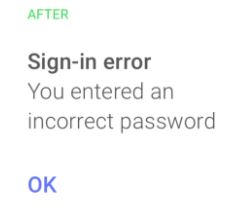 AFTER
Sign-in error
You entered an
incorrect password
OK